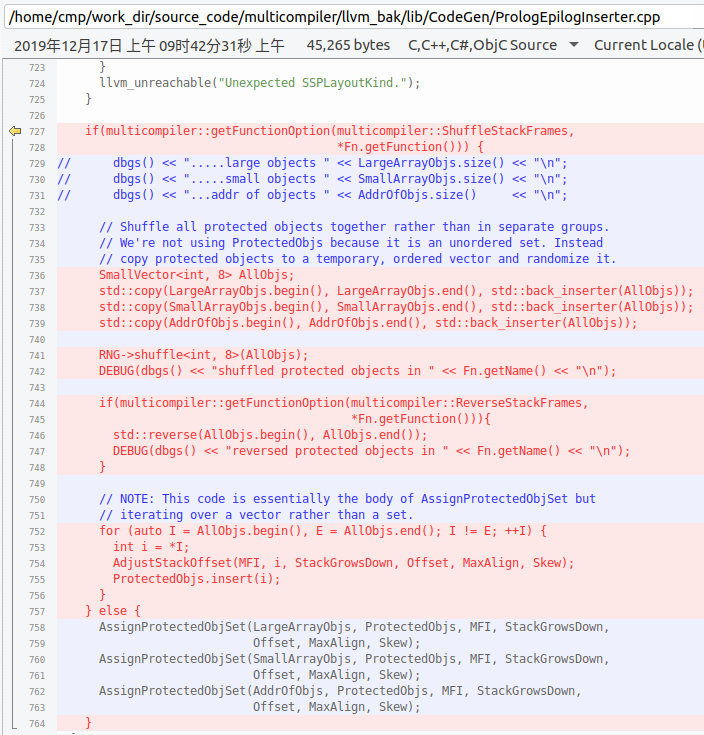 /home/cmp/work_dir/source_code/multicompiler/llvm_bak/lib/CodeGen/PrologEpilogInserter.cpp
2019年12月17日 上午 09时42分31秒 上午 45,265 bytes C,C++,C#,ObjC Source Current Locale
723       }
724       llvm_unreachable("Unexpected SSPLayoutKind.");
725     }
726
727     if(multicompiler::getFunctionOption(multicompiler::ShuffleStackFrames,
728                                         *Fn.getFunction())) {
729 //      dbgs() << ".....large objects " << LargeArrayObjs.size() << "\n";
730 //      dbgs() << ".....small objects " << SmallArrayObjs.size() << "\n";
731 //      dbgs() << "...addr of objects " << AddrOfObjs.size()     << "\n";
732
733       // Shuffle all protected objects together rather than in separate groups.
734       // We're not using ProtectedObjs because it is an unordered set. Instead
735       // copy protected objects to a temporary, ordered vector and randomize it.
736       SmallVector<int, 8> AllObjs;
737       std::copy(LargeArrayObjs.begin(), LargeArrayObjs.end(), std::back_inserter(AllObjs));
738       std::copy(SmallArrayObjs.begin(), SmallArrayObjs.end(), std::back_inserter(AllObjs));
739       std::copy(AddrOfObjs.begin(), AddrOfObjs.end(), std::back_inserter(AllObjs));
740
741       RNG->shuffle<int, 8>(AllObjs);
742       DEBUG(dbgs() << "shuffled protected objects in " << Fn.getName() << "\n");
743
744       if(multicompiler::getFunctionOption(multicompiler::ReverseStackFrames,
745                                           *Fn.getFunction())){
746         std::reverse(AllObjs.begin(), AllObjs.end());
747         DEBUG(dbgs() << "reversed protected objects in " << Fn.getName() << "\n");
748       }
749
750       // NOTE: This code is essentially the body of AssignProtectedObjSet but
751       // iterating over a vector rather than a set.
752       for (auto I = AllObjs.begin(), E = AllObjs.end(); I != E; ++I) {
753         int i = *I;
754         AdjustStackOffset(MFI, i, StackGrowsDown, Offset, MaxAlign, Skew);
755         ProtectedObjs.insert(i);
756       }
757     } else {
758       AssignProtectedObjSet(LargeArrayObjs, ProtectedObjs, MFI, StackGrowsDown,
759                             Offset, MaxAlign, Skew);
760       AssignProtectedObjSet(SmallArrayObjs, ProtectedObjs, MFI, StackGrowsDown,
761                             Offset, MaxAlign, Skew);
762       AssignProtectedObjSet(AddrOfObjs, ProtectedObjs, MFI, StackGrowsDown,
763                             Offset, MaxAlign, Skew);
764     }